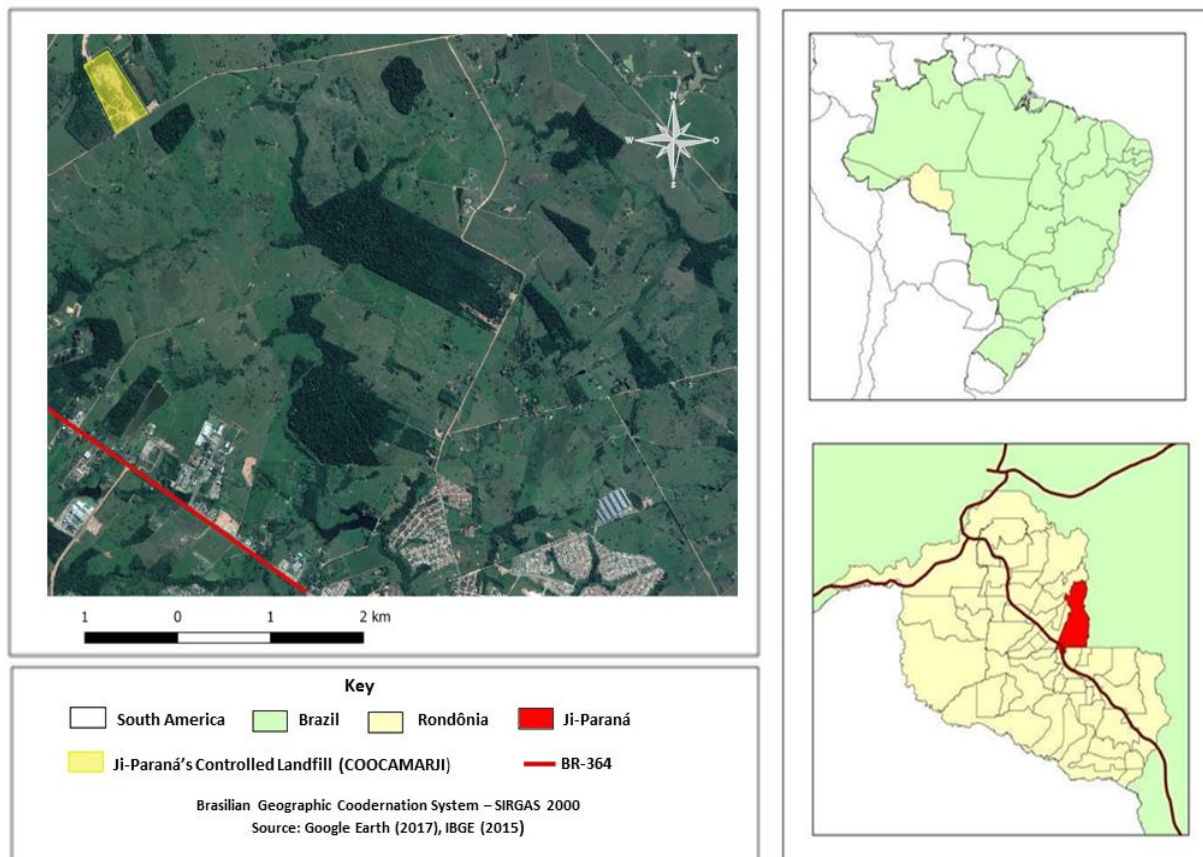 N
W O
S
1 0 1 2 km
Key
South America Brazil Rondônia Ji-Paraná
Ji-Paraná’s Controlled Landfill (COOCAMARJI) BR-364
Brasilian Geographic Coodernation System – SIRGAS 2000
Source: Google Earth (2017), IBGE (2015)